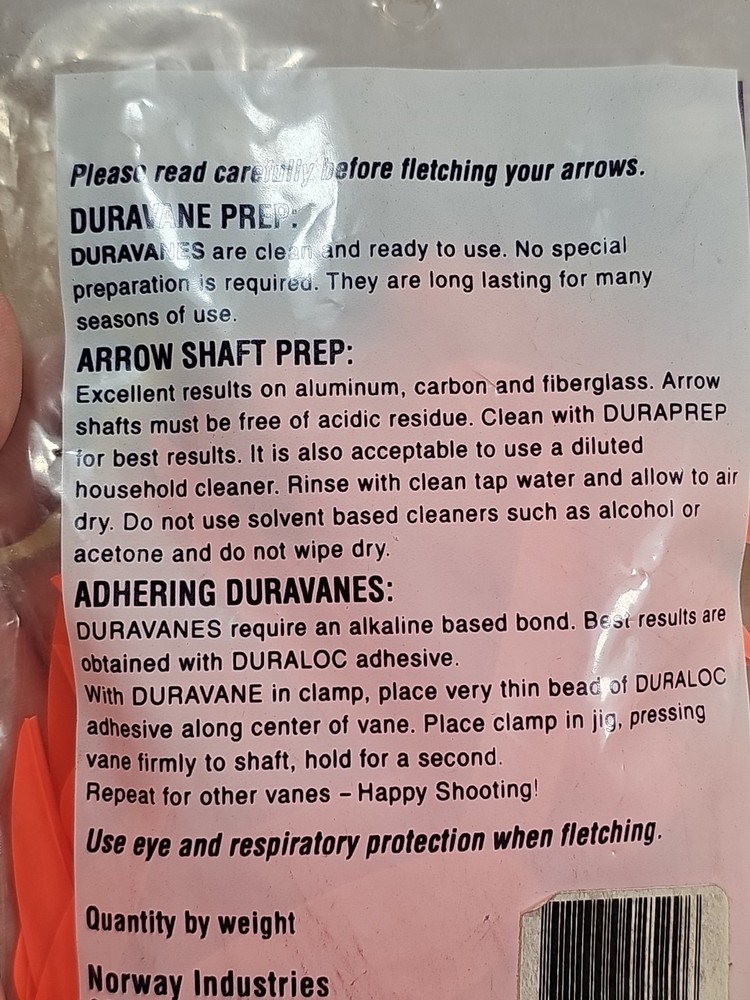 Please read carefully before fletching your arrows.
DURAVANE PREP:
DURAVANES are clean and ready to use. No special
preparation is required. They are long lasting for many
seasons of use.
ARROW SHAFT PREP:
Excellent results on aluminum, carbon and fiberglass. Arrow
shafts must be free of acidic residue. Clean with DURAPREP
for best results. It is also acceptable to use a diluted
household cleaner. Rinse with clean tap water and allow to air
dry. Do not use solvent based cleaners such as alcohol or
acetone and do not wipe dry.
ADHERING DURAVANES:
DURAVANES require an alkaline based bond. Best results are
obtained with DURALOC adhesive.
With DURAVANE in clamp, place very thin bead of DURALOC
adhesive along center of vane. Place clamp in jig, pressing
vane firmly to shaft, hold for a second.
Repeat for other vanes – Happy Shooting!
Use eye and respiratory protection when fletching.
Quantity by weight
Norway Industries